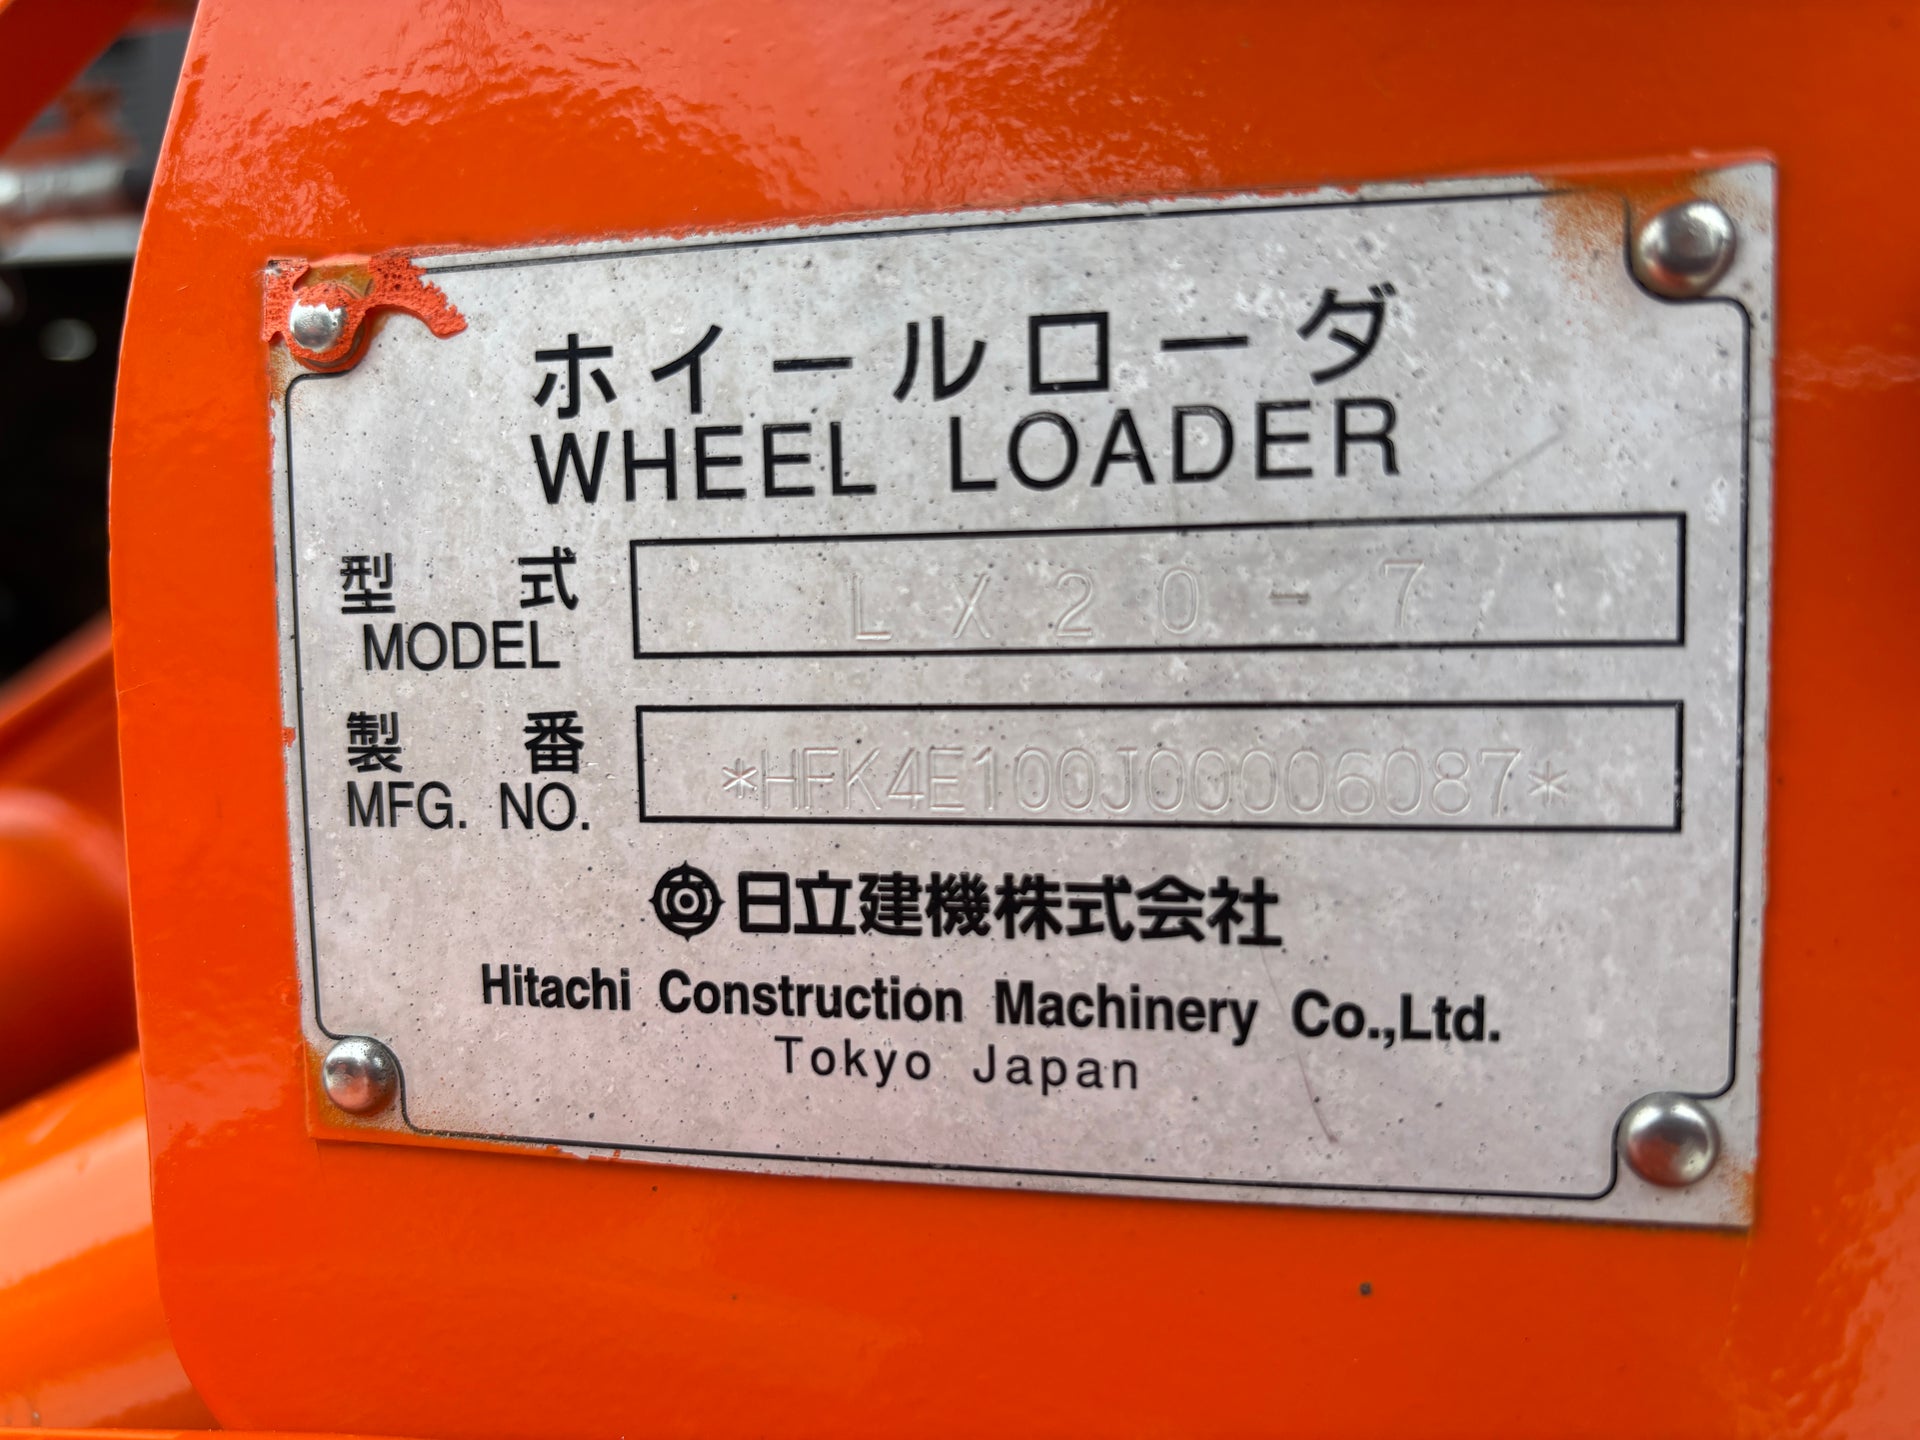 ホイールローダ
WHEEL LOADER
型式 LX20-7
MODEL
製番 *HFK4E100J00006087*
MFG. NO.
日立建機株式会社
Hitachi Construction Machinery Co.,Ltd.
Tokyo Japan